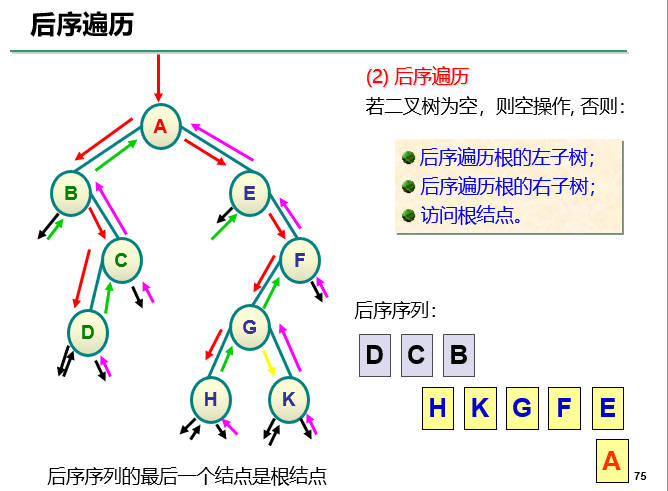 后序遍历
(2) 后序遍历
若二叉树为空，则空操作, 否则：
后序遍历根的左子树；
后序遍历根的右子树；
访问根结点。
A
B
E
C
F
D
G
H
K
后序序列：
D C B
H K G F E
A
后序序列的最后一个结点是根结点
75